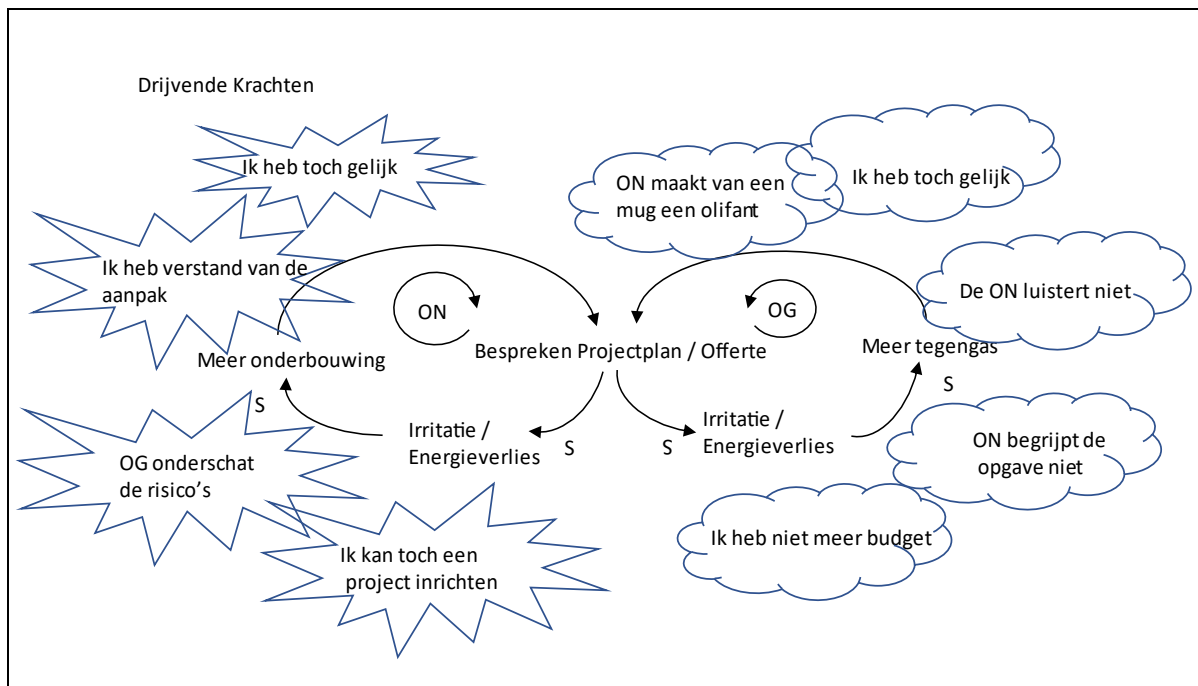 Drijvende Krachten
Ik heb toch gelijk
ON maakt van een
mug een olifant
Ik heb toch gelijk
Ik heb verstand van de
aanpak
ON
OG
De ON luistert niet
Meer onderbouwing
Bespreken Projectplan / Offerte
Meer tegengas
S
S
Irritatie /
Energieverlies
S
S
Irritatie /
Energieverlies
OG onderschat
de risico's
ON begrijpt de
opgave niet
Ik kan toch een
project inrichten
Ik heb niet meer budget